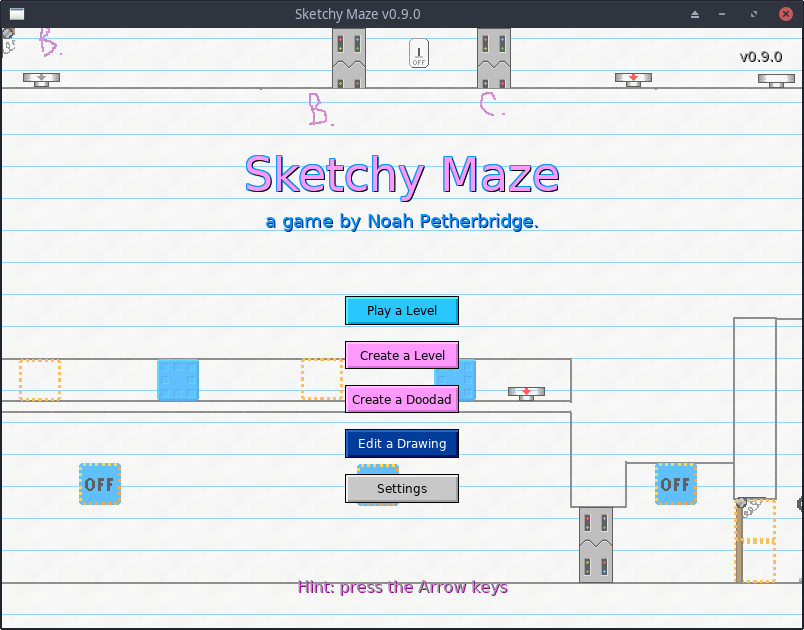 Sketchy Maze v0.9.0
B.
OFF
v0.9.0
B.
C.
Sketchy Maze
a game by Noah Petherbridge.
Play a Level
Create a Level
Create a Doodad
Edit a Drawing
OFF
Settings
OFF
Hint: press the Arrow keys